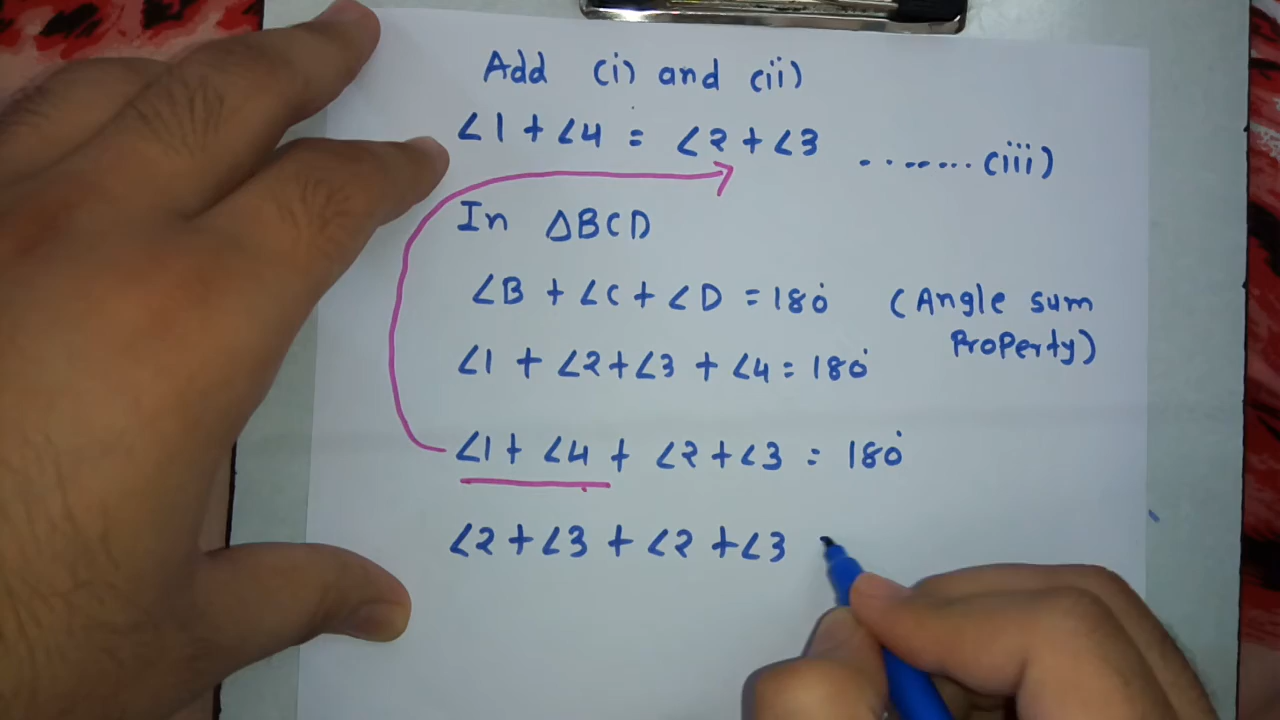 Add (i) and (ii)
∠1 + ∠4 = ∠2 + ∠3 ....... (iii)
In △BCD
∠B + ∠C + ∠D = 180° (Angle sum
Property)
∠1 + ∠2 + ∠3 + ∠4 = 180°
∠1 + ∠4 + ∠2 + ∠3 = 180°
∠2 + ∠3 + ∠2 + ∠3